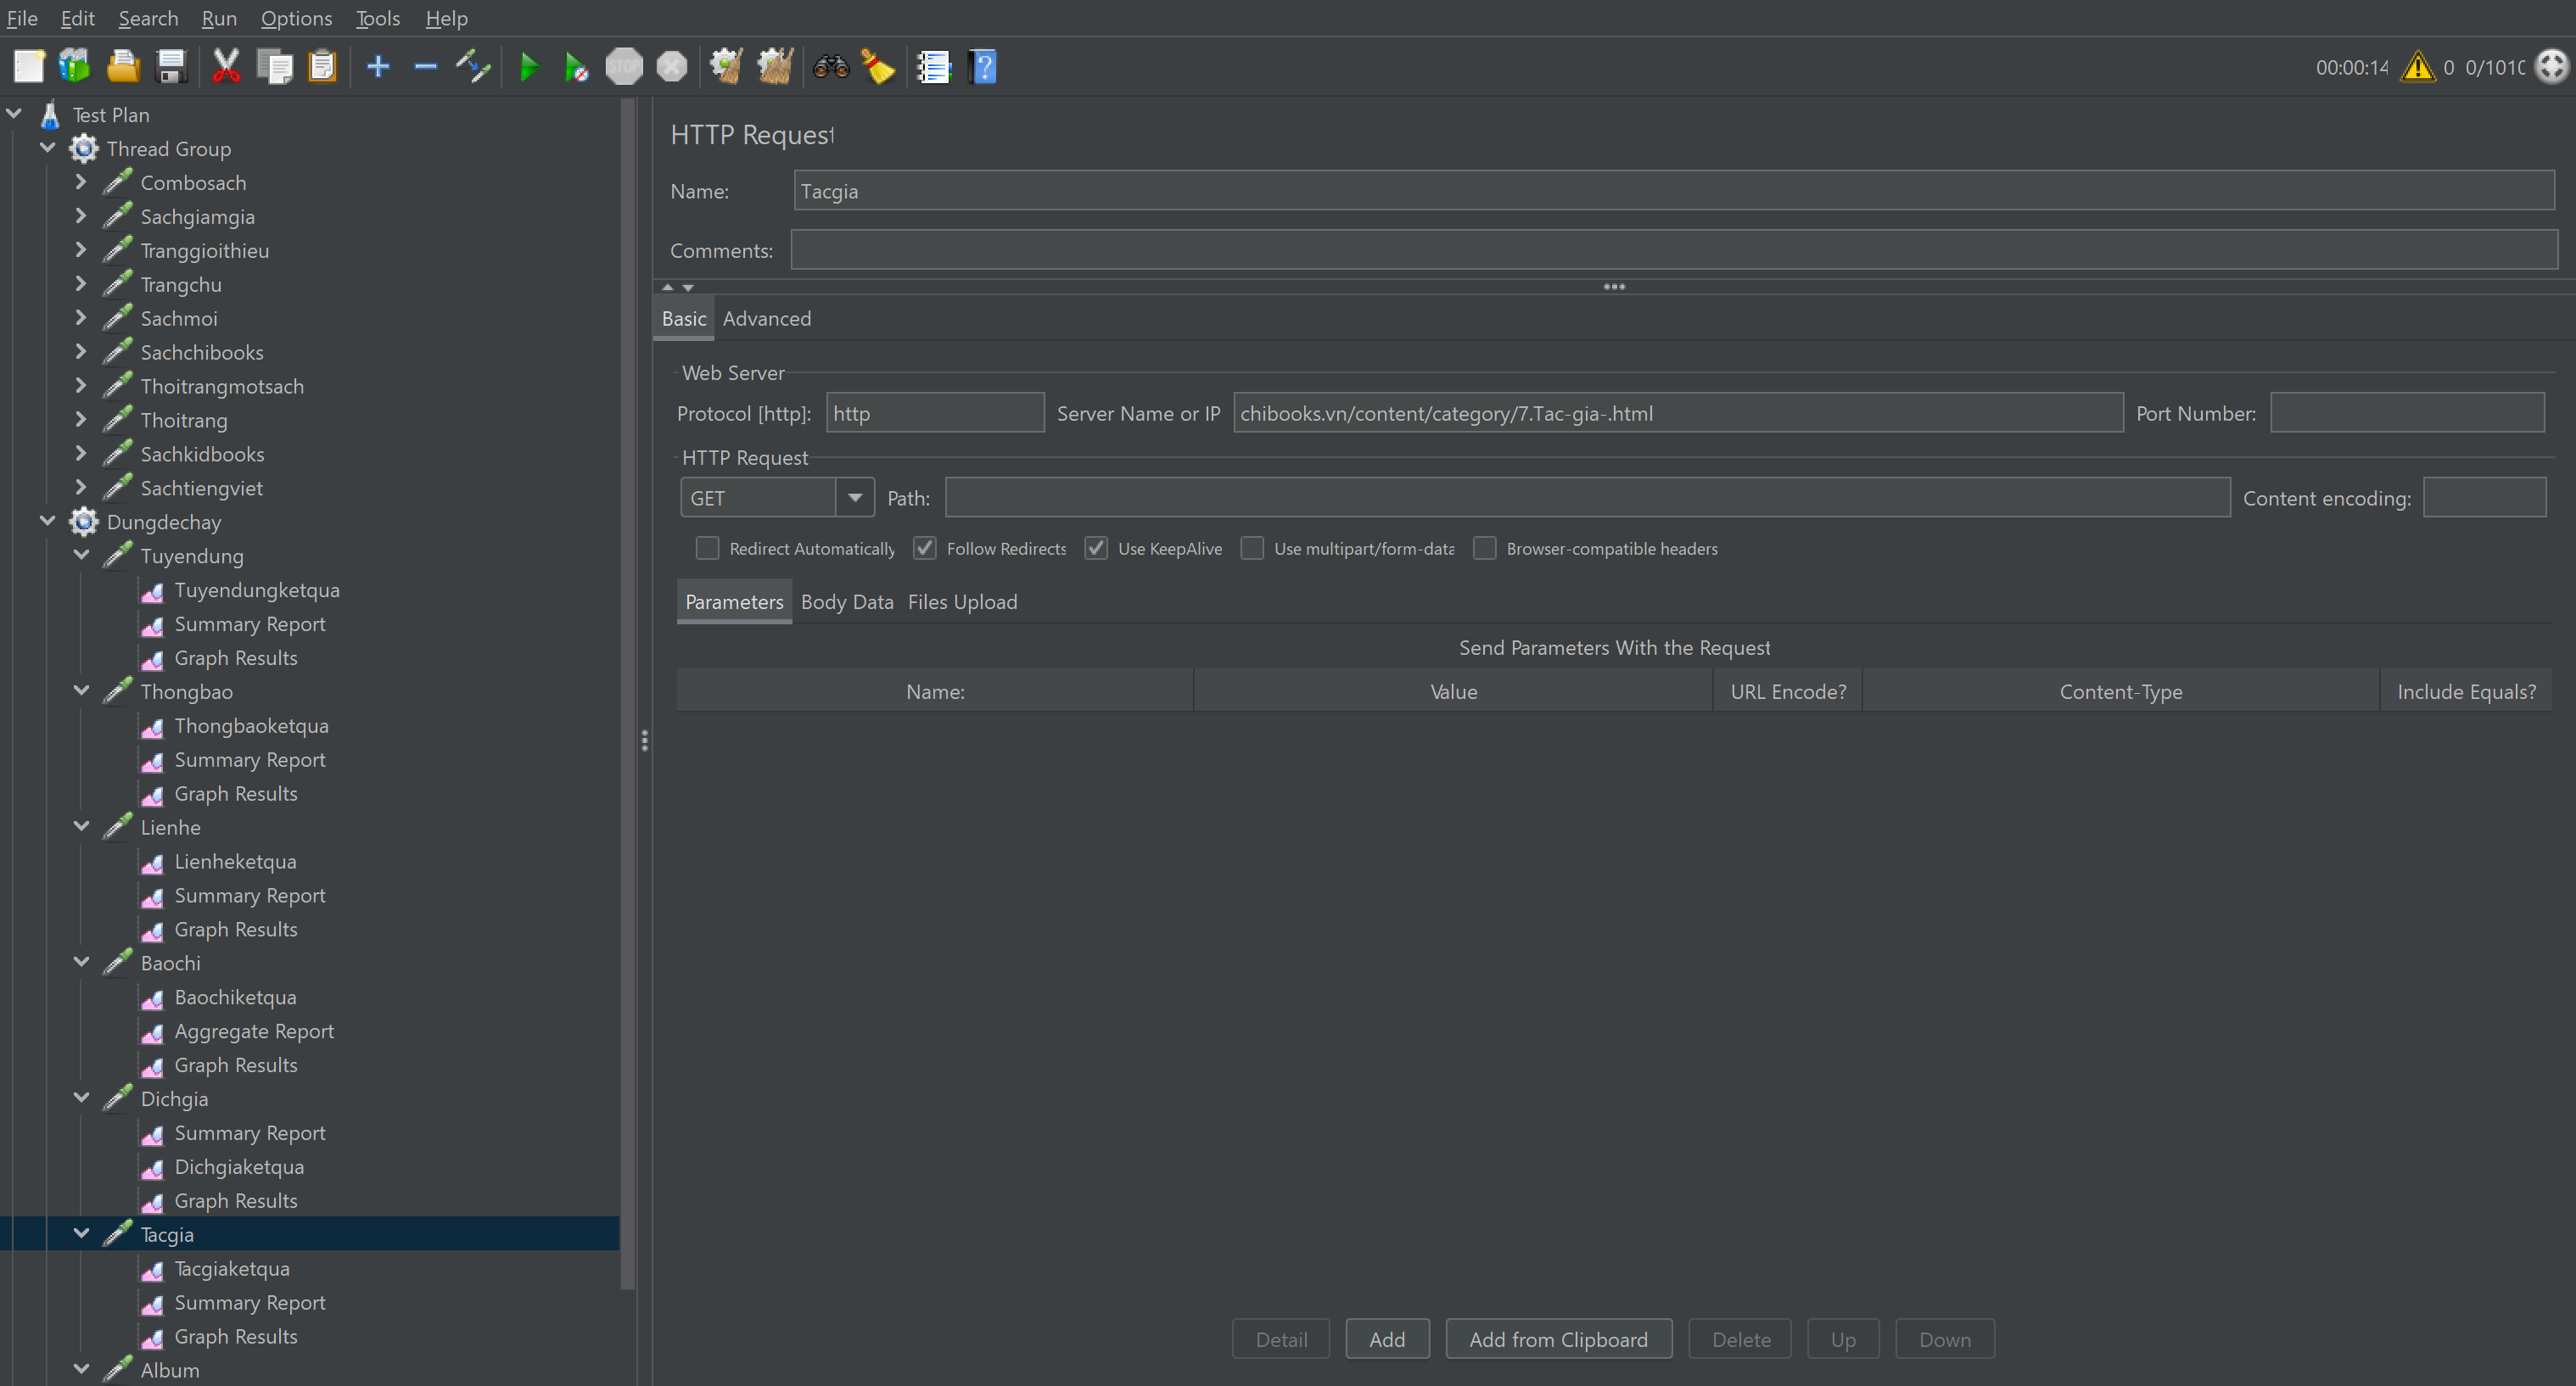 File Edit Search Run Options Tools Help
STOP
?
00:00:14 0 0/1010
Test Plan
Thread Group
Combosach
Sachgiamgia
Tranggioithieu
Trangchu
Sachmoi
Sachchibooks
Thoitrangmotsach
Thoitrang
Sachkidbooks
Sachtiengviet
Dungdechay
Tuyendung
Tuyendungketqua
Summary Report
Graph Results
Thongbao
Thongbaoketqua
Summary Report
Graph Results
Lienhe
Lienheketqua
Summary Report
Graph Results
Baochi
Baochiketqua
Aggregate Report
Graph Results
Dichgia
Summary Report
Dichgiaketqua
Graph Results
Tacgia
Tacgiaketqua
Summary Report
Graph Results
Album
HTTP Request
Name: Tacgia
Comments:
Basic Advanced
Web Server
Protocol [http]: http Server Name or IP chibooks.vn/content/category/7.Tac-gia-.html Port Number:
HTTP Request
GET Path: Content encoding:
Redirect Automatically Follow Redirects Use KeepAlive Use multipart/form-data Browser-compatible headers
Parameters Body Data Files Upload
Send Parameters With the Request
Name: Value URL Encode? Content-Type Include Equals?
Detail Add Add from Clipboard Delete Up Down